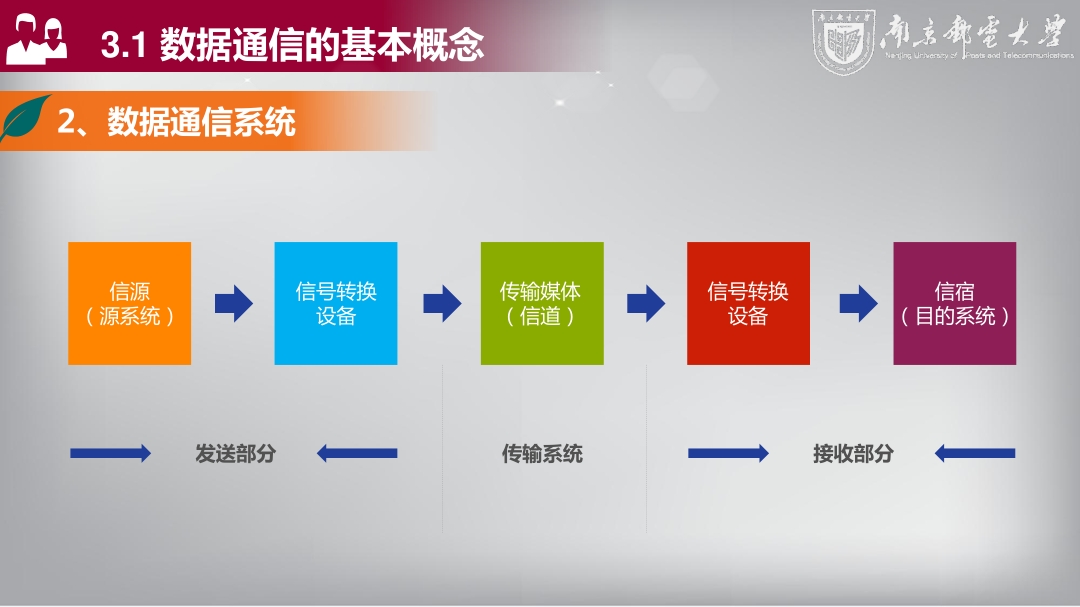 3.1 数据通信的基本概念
南京邮电大学
Nanjing University of Posts and Telecommunications
2、数据通信系统
信源
（源系统）
信号转换
设备
传输媒体
（信道）
信号转换
设备
信宿
（目的系统）
发送部分
传输系统
接收部分